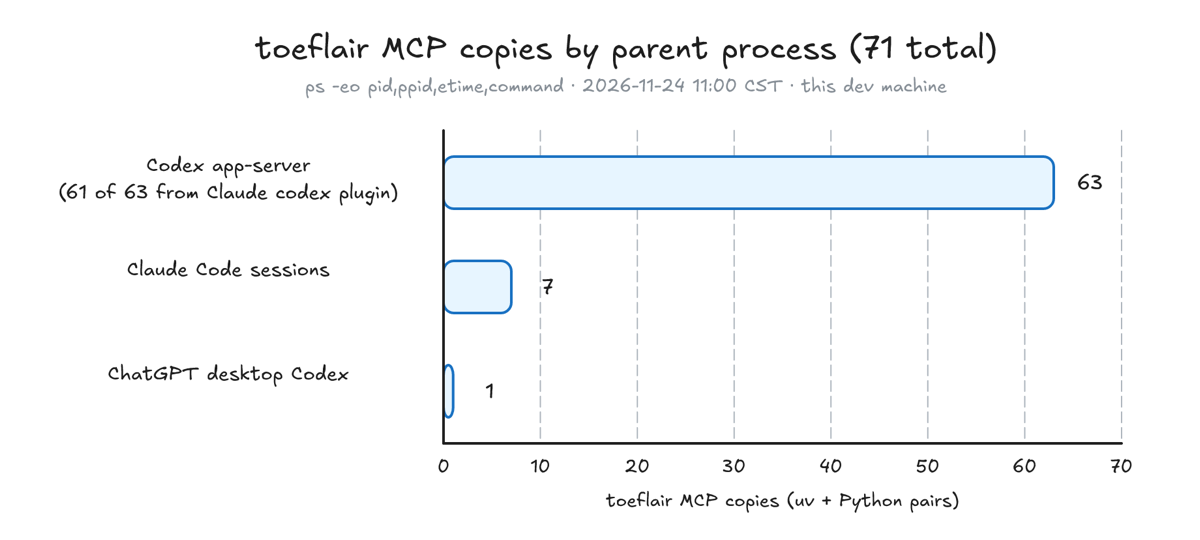 toeflair MCP copies by parent process (71 total)
ps -eo pid,ppid,etime,command · 2026-11-24 11:00 CST · this dev machine
Codex app-server
(61 of 63 from Claude codex plugin)
63
Claude Code sessions
7
ChatGPT desktop Codex
1
0 10 20 30 40 50 60 70
toeflair MCP copies (uv + Python pairs)